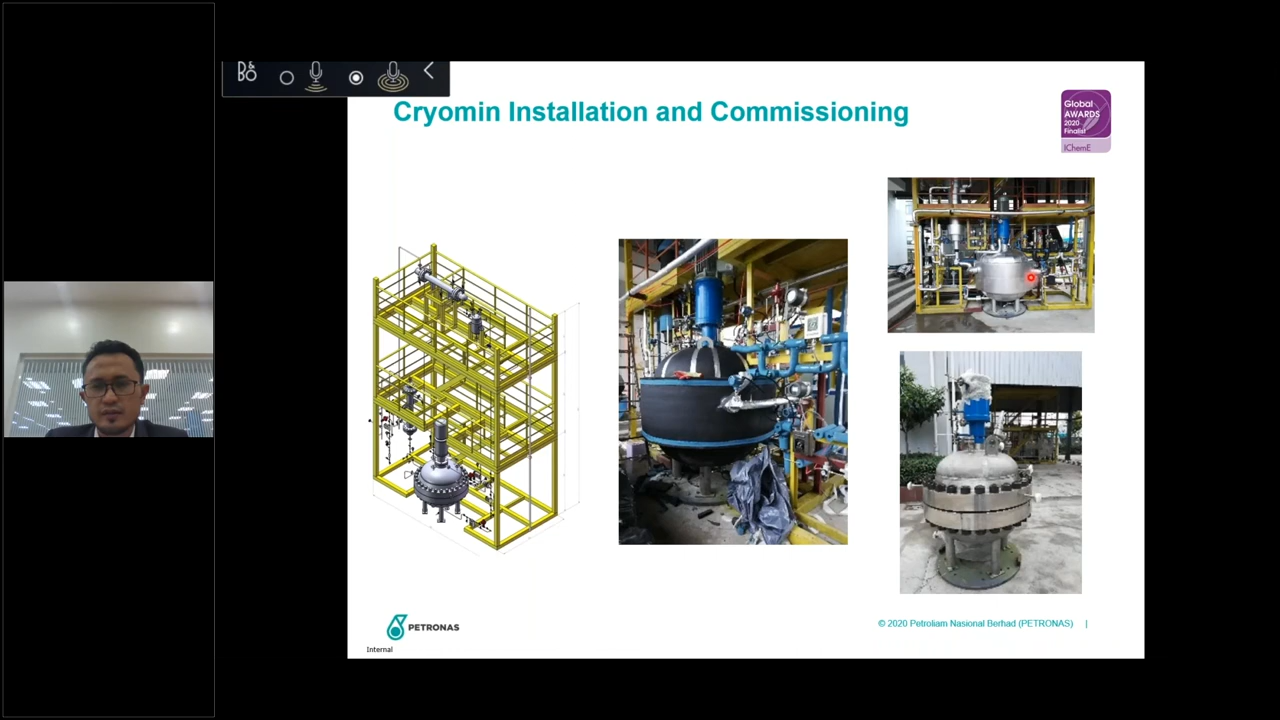 Cryomin Installation and Commissioning
Global
AWARDS
2020
Finalist
IChemE
PETRONAS
© 2020 Petroliam Nasional Berhad (PETRONAS) |
Internal